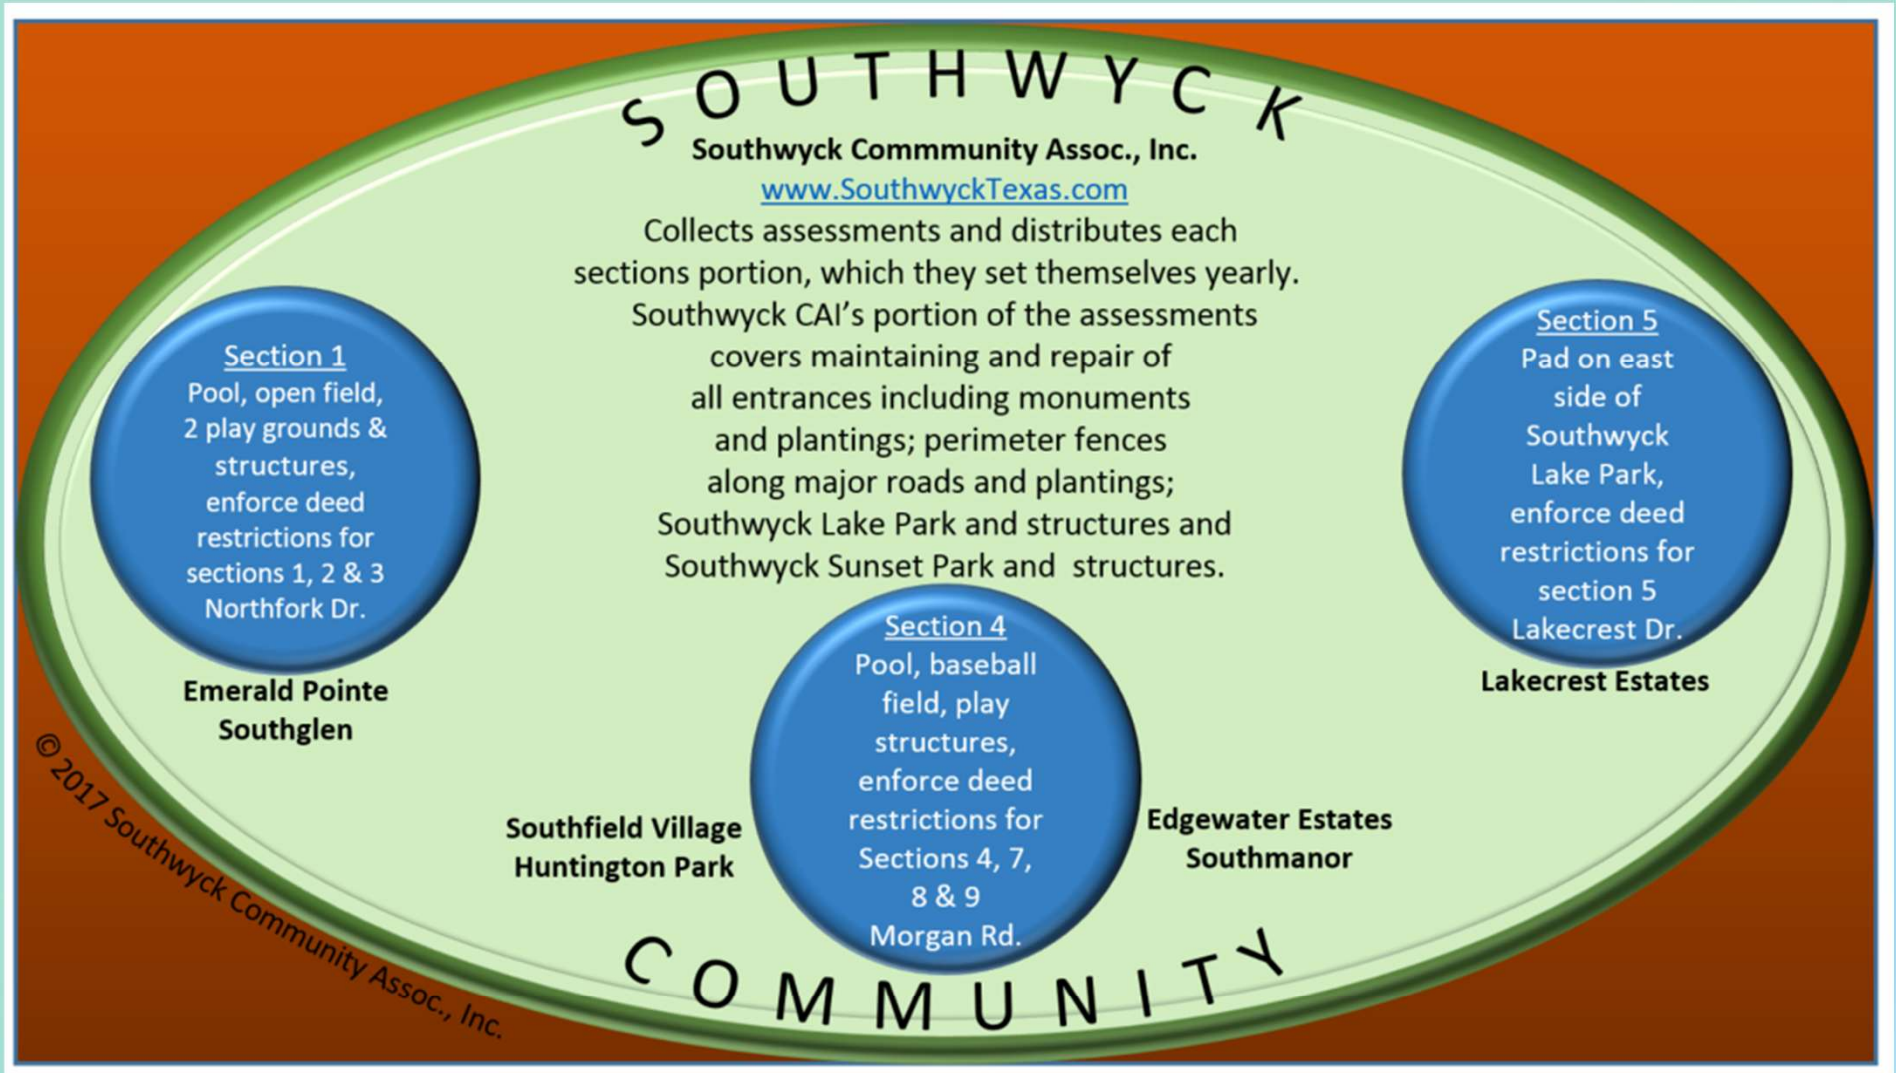 SOUTHWYCK
Southwyck Commmunity Assoc., Inc.
www.SouthwyckTexas.com
Collects assessments and distributes each
sections portion, which they set themselves yearly.
Southwyck CAI’s portion of the assessments
covers maintaining and repair of
all entrances including monuments
and plantings; perimeter fences
along major roads and plantings;
Southwyck Lake Park and structures and
Southwyck Sunset Park and structures.
Section 1
Pool, open field,
2 play grounds &
structures,
enforce deed
restrictions for
sections 1, 2 & 3
Northfork Dr.
Emerald Pointe
Southglen
Section 4
Pool, baseball
field, play
structures,
enforce deed
restrictions for
Sections 4, 7,
8 & 9
Morgan Rd.
Southfield Village
Huntington Park
Edgewater Estates
Southmanor
Section 5
Pad on east
side of
Southwyck
Lake Park,
enforce deed
restrictions for
section 5
Lakecrest Dr.
Lakecrest Estates
COMMUNITY
© 2017 Southwyck Community Assoc., Inc.